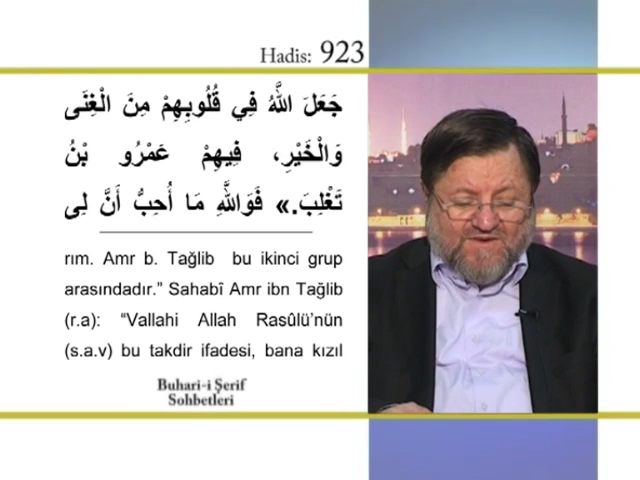 Hadis: 923
جَعَلَ اللَّهُ فِي قُلُوبِهِمْ مِنَ الْغِنَى
وَالْخَيْرِ، فِيهِمْ عَمْرُو بْنُ
تَغْلِبَ.» فَوَاللَّهِ مَا أُحِبُّ أَنَّ لِى
rım. Amr b. Tağlib bu ikinci grup
arasındadır.” Sahabî Amr ibn Tağlib
(r.a): “Vallahi Allah Rasûlü’nün
(s.a.v) bu takdir ifadesi, bana kızıl
Buhari-i Şerif
Sohbetleri